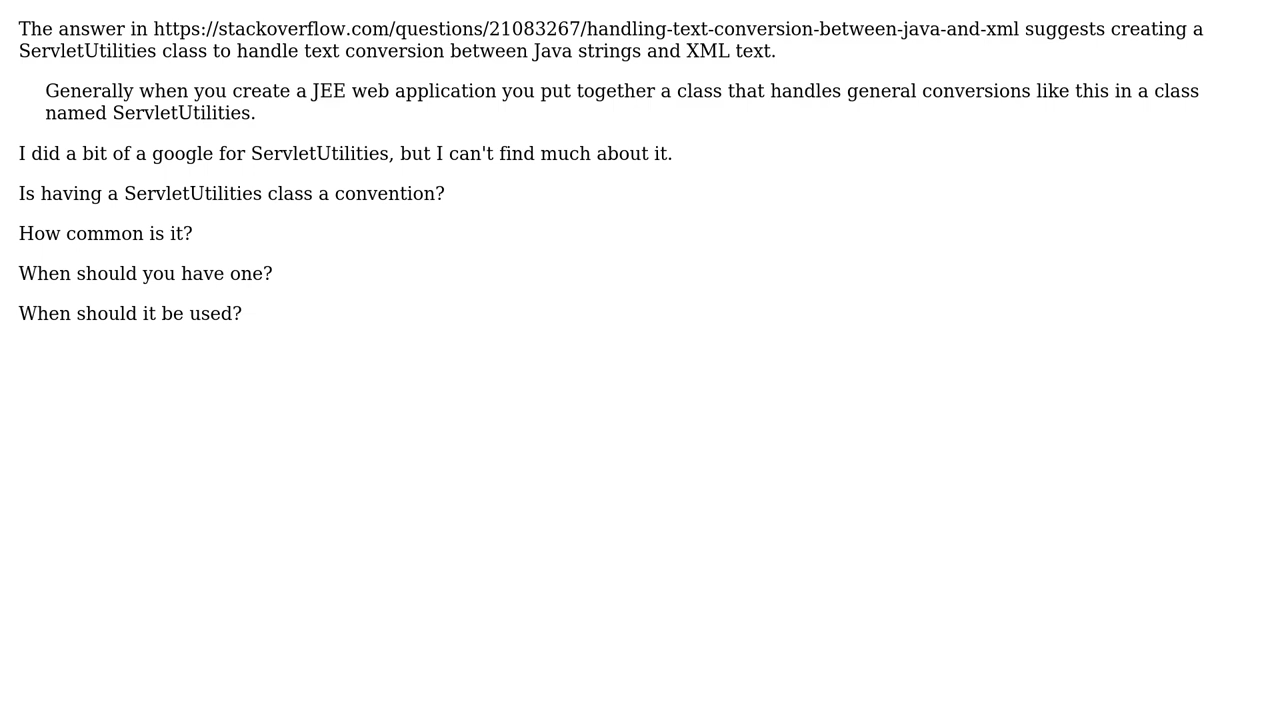 The answer in https://stackoverflow.com/questions/21083267/handling-text-conversion-between-java-and-xml suggests creating a
ServletUtilities class to handle text conversion between Java strings and XML text.
Generally when you create a JEE web application you put together a class that handles general conversions like this in a class
named ServletUtilities.
I did a bit of a google for ServletUtilities, but I can't find much about it.
Is having a ServletUtilities class a convention?
How common is it?
When should you have one?
When should it be used?